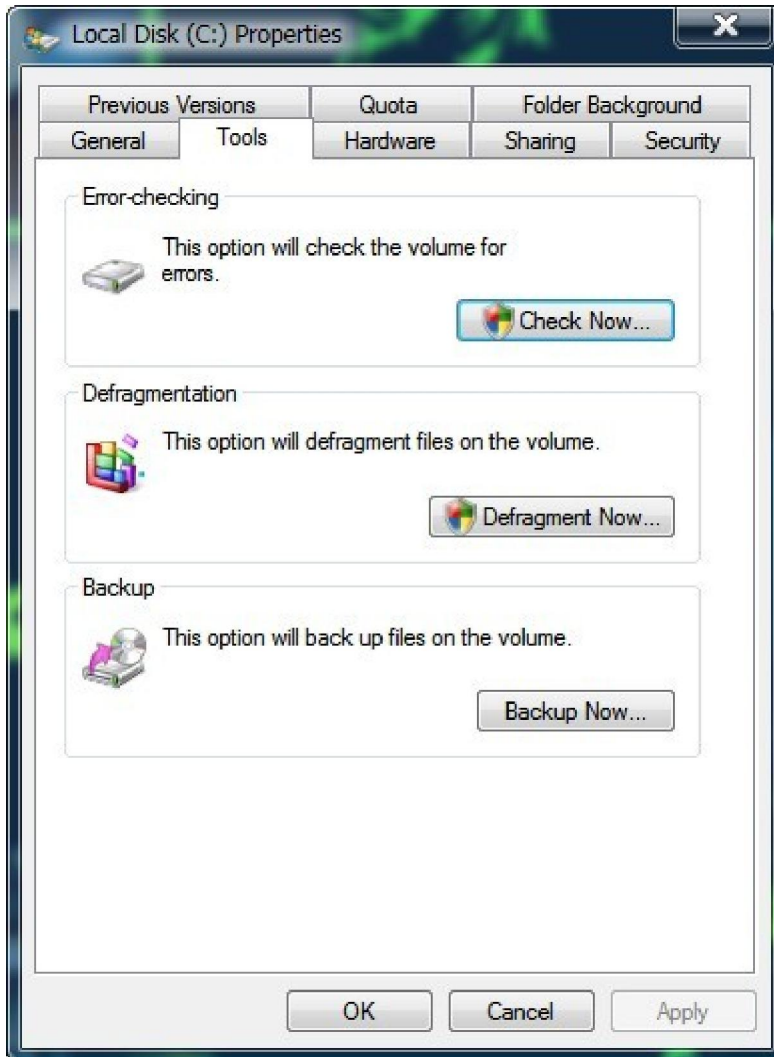 Local Disk (C:) Properties
Previous Versions Quota Folder Background
General Tools Hardware Sharing Security
Error-checking
This option will check the volume for
errors.
Check Now...
Defragmentation
This option will defragment files on the volume.
Defragment Now...
Backup
This option will back up files on the volume.
Backup Now...
OK Cancel Apply